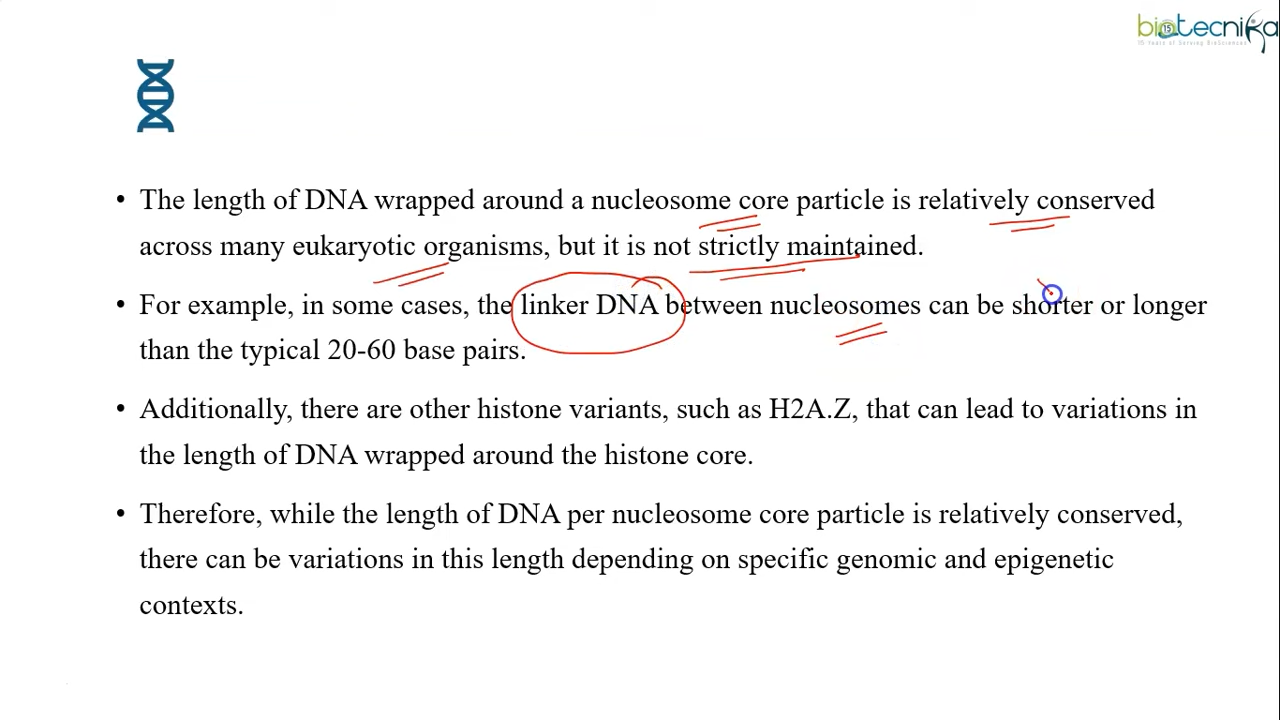 biotecnika
15 Years of Serving BioSciences
• The length of DNA wrapped around a nucleosome core particle is relatively conserved
across many eukaryotic organisms, but it is not strictly maintained.
• For example, in some cases, the linker DNA between nucleosomes can be shorter or longer
than the typical 20-60 base pairs.
• Additionally, there are other histone variants, such as H2A.Z, that can lead to variations in
the length of DNA wrapped around the histone core.
• Therefore, while the length of DNA per nucleosome core particle is relatively conserved,
there can be variations in this length depending on specific genomic and epigenetic
contexts.